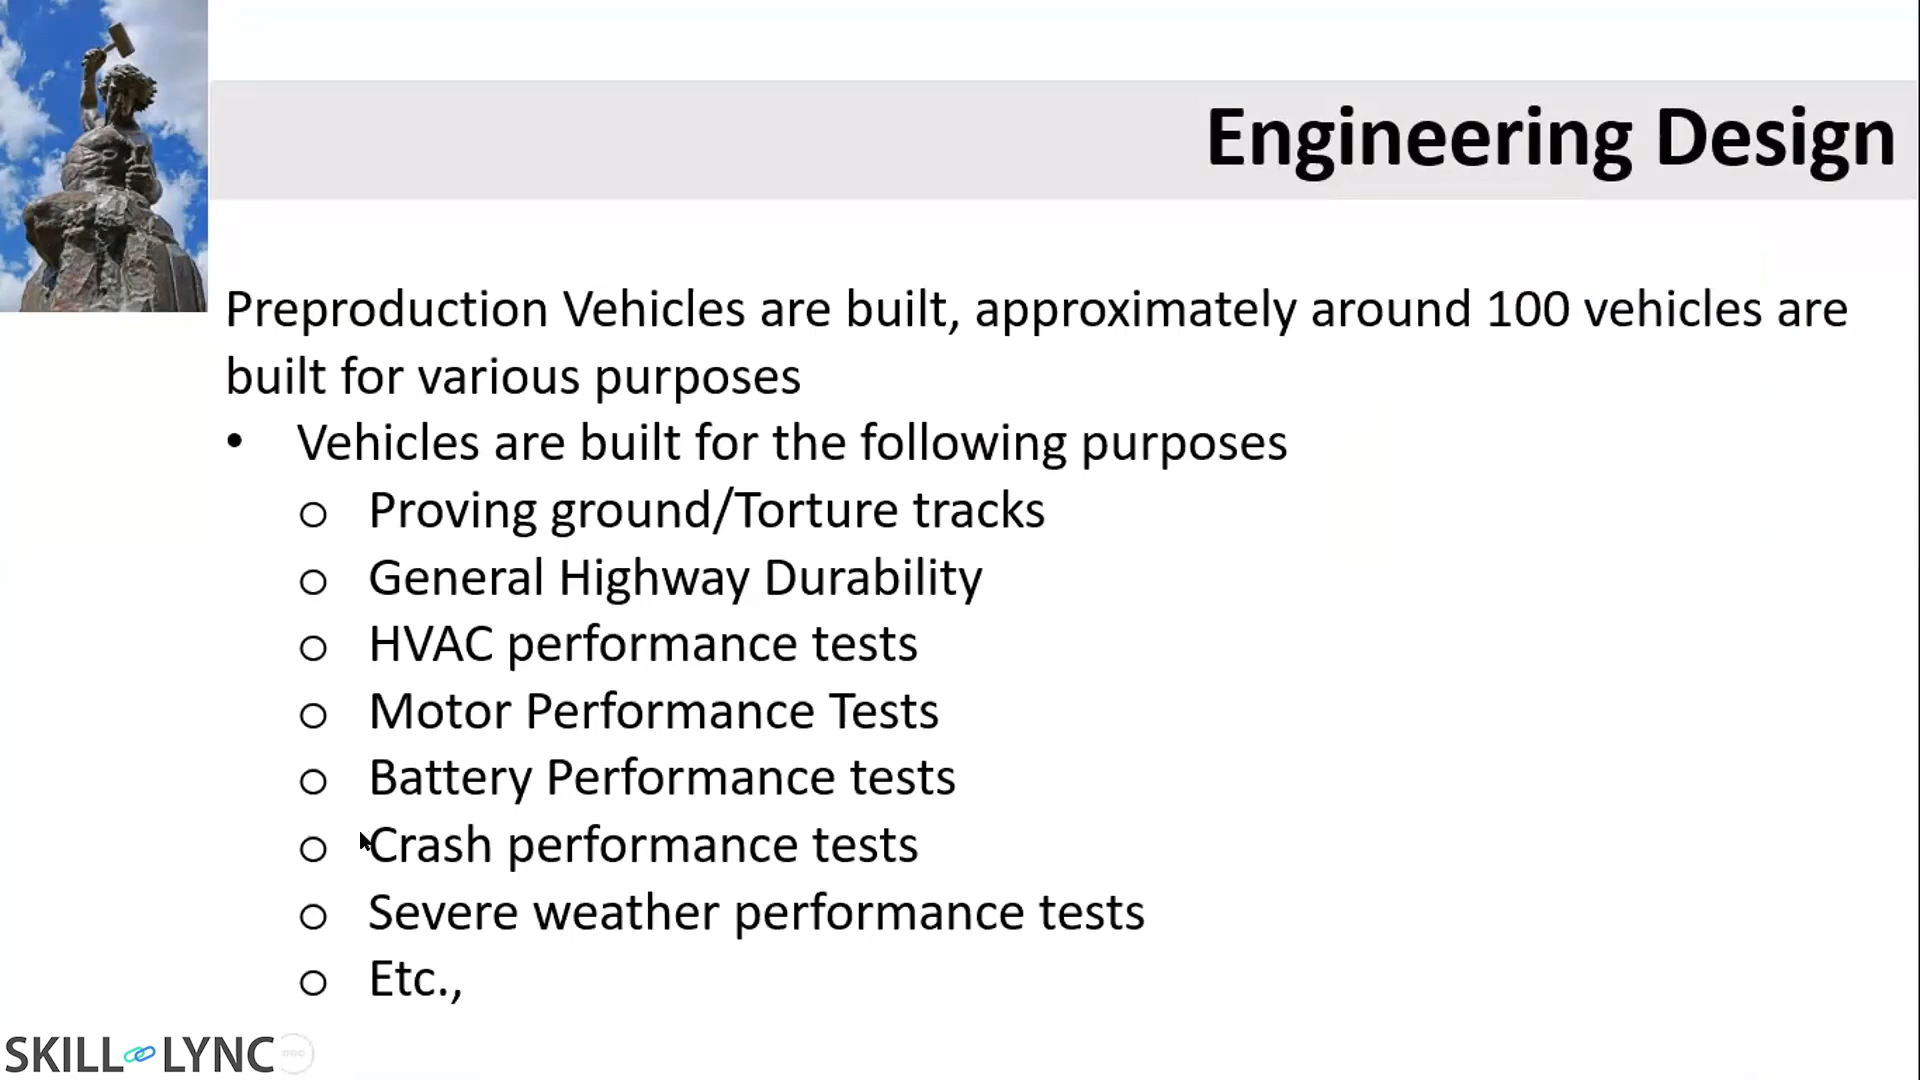 Engineering Design
Preproduction Vehicles are built, approximately around 100 vehicles are
built for various purposes
• Vehicles are built for the following purposes
o Proving ground/Torture tracks
o General Highway Durability
o HVAC performance tests
o Motor Performance Tests
o Battery Performance tests
o Crash performance tests
o Severe weather performance tests
o Etc.,
SKILL LYNC